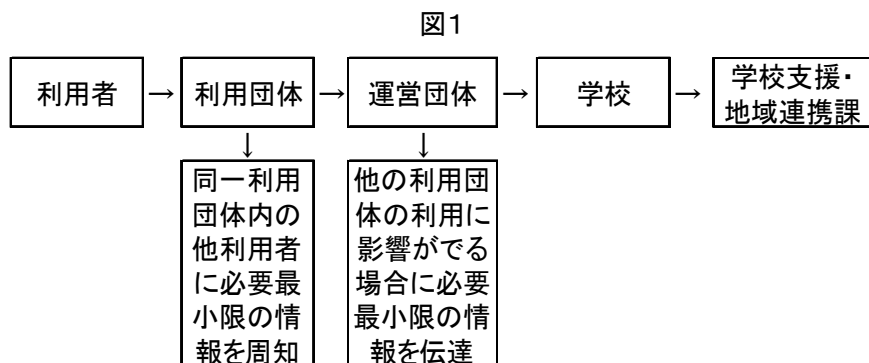 図1
利用者 → 利用団体 → 運営団体 → 学校 → 学校支援・
地域連携課
↓ ↓
同一利用
団体内の
他利用者
に必要最
小限の情
報を周知
他の利用団
体の利用に
影響がでる
場合に必要
最小限の情
報を伝達